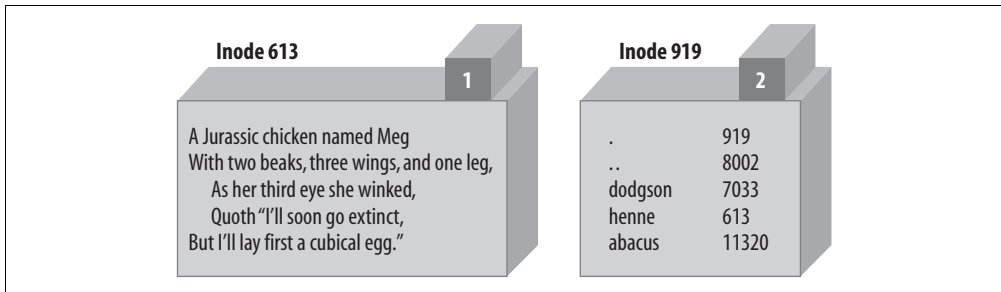 Inode 613
1
A Jurassic chicken named Meg
With two beaks, three wings, and one leg,
As her third eye she winked,
Quoth “I'll soon go extinct,
But I'll lay first a cubical egg.”
Inode 919
2
. 919
.. 8002
dodgson 7033
henne 613
abacus 11320